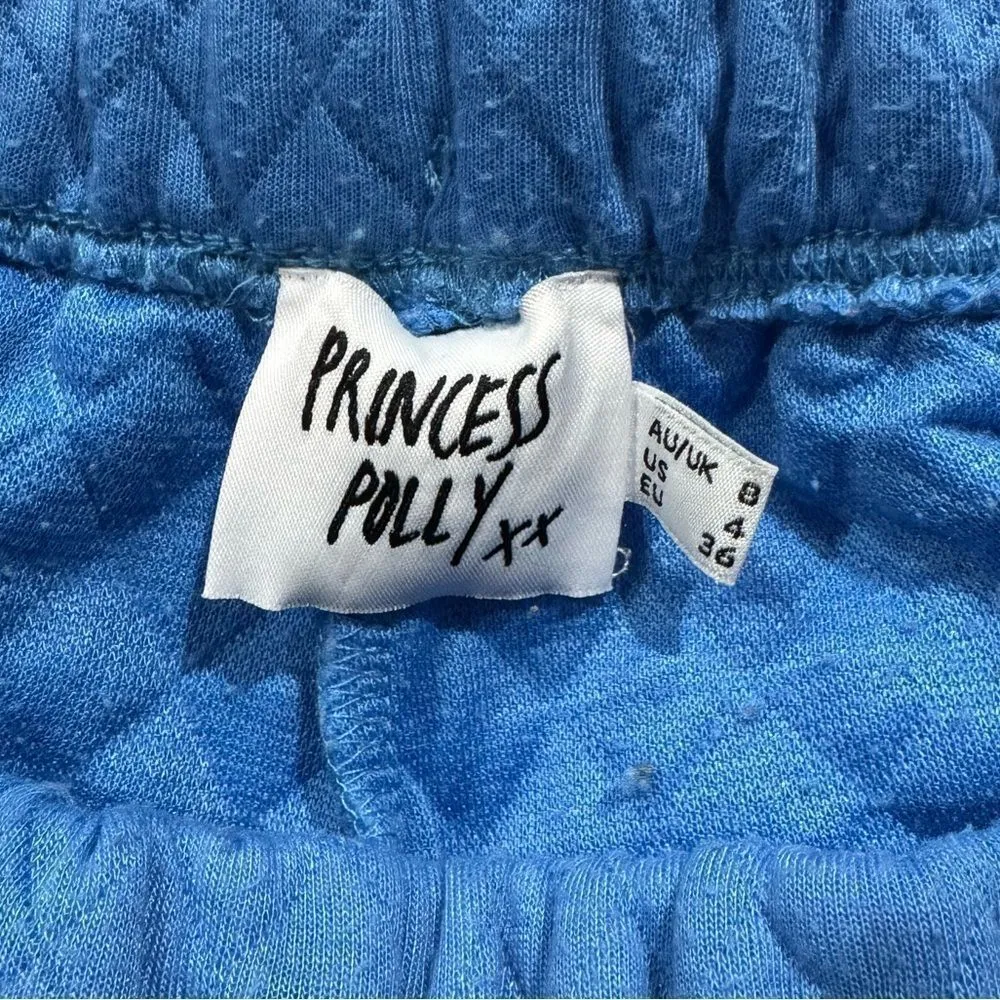 PRINCESS
POLLY xx
AU/UK 8
US 4
EU 36